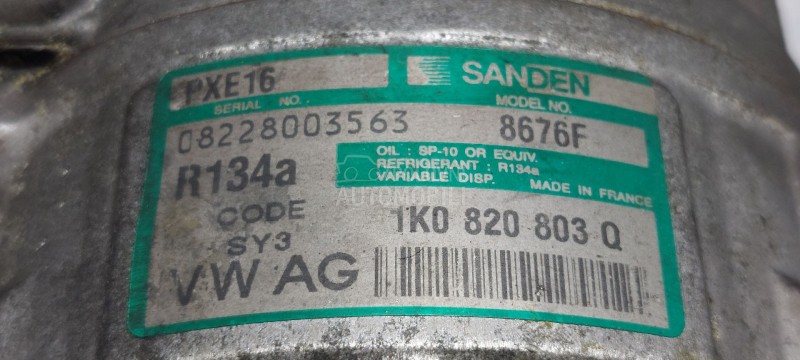 PXE16
SANDEN
SERIAL NO.
MODEL NO.
08228003563
8676F
OIL : SP-10 OR EQUIV.
REFRIGERANT : R134a
VARIABLE DISP. MADE IN FRANCE
R134a
CODE
SY3
1K0 820 803 Q
VW AG